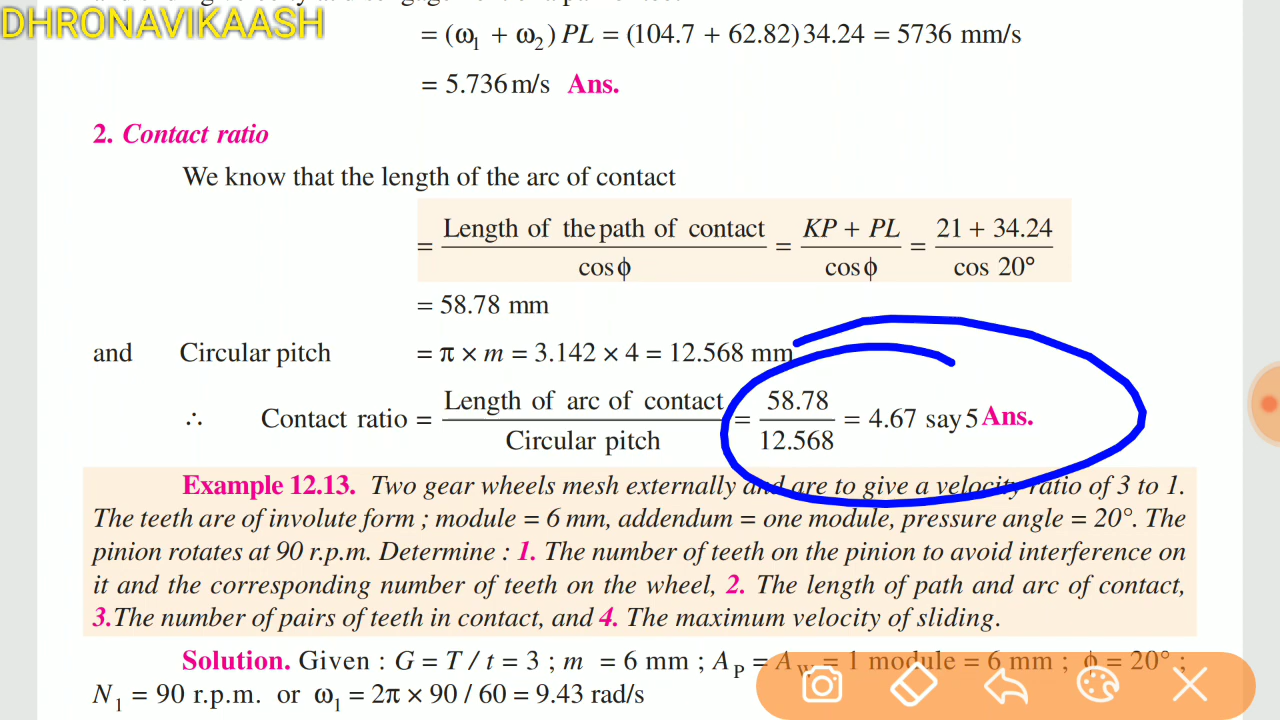 DHRONAVIKAASH
= (ω1 + ω2) PL = (104.7 + 62.82) 34.24 = 5736 mm/s
= 5.736 m/s Ans.
2. Contact ratio
We know that the length of the arc of contact
= Length of the path of contact / cos ϕ = KP + PL / cos ϕ = 21 + 34.24 / cos 20°
= 58.78 mm
and Circular pitch = π × m = 3.142 × 4 = 12.568 mm
∴ Contact ratio = Length of arc of contact / Circular pitch = 58.78 / 12.568 = 4.67 say 5 Ans.
Example 12.13. Two gear wheels mesh externally and are to give a velocity ratio of 3 to 1.
The teeth are of involute form ; module = 6 mm, addendum = one module, pressure angle = 20°. The
pinion rotates at 90 r.p.m. Determine : 1. The number of teeth on the pinion to avoid interference on
it and the corresponding number of teeth on the wheel, 2. The length of path and arc of contact,
3.The number of pairs of teeth in contact, and 4. The maximum velocity of sliding.
Solution. Given : G = T / t = 3 ; m = 6 mm ; AP = AW = 1 module = 6 mm ; ϕ = 20° ;
N1 = 90 r.p.m. or ω1 = 2π × 90 / 60 = 9.43 rad/s